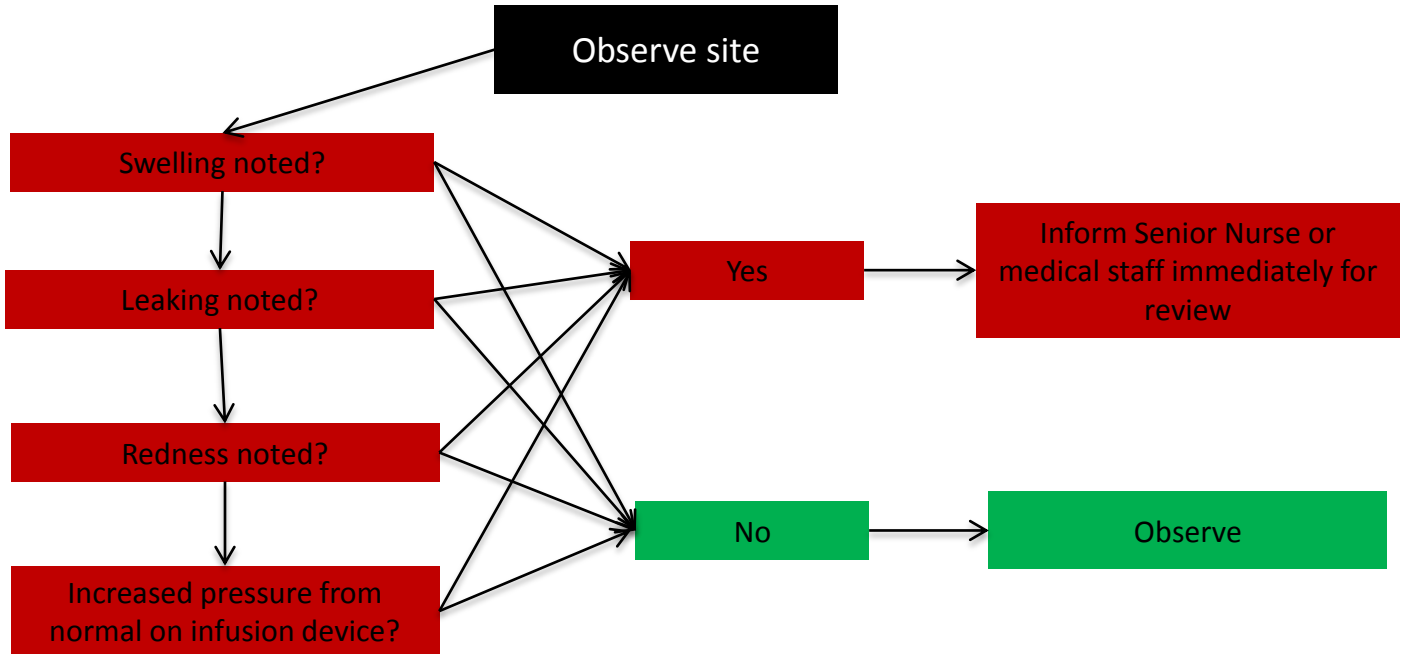 Observe site
Swelling noted?
Leaking noted?
Redness noted?
Increased pressure from
normal on infusion device?
Yes
Inform Senior Nurse or
medical staff immediately for
review
No
Observe